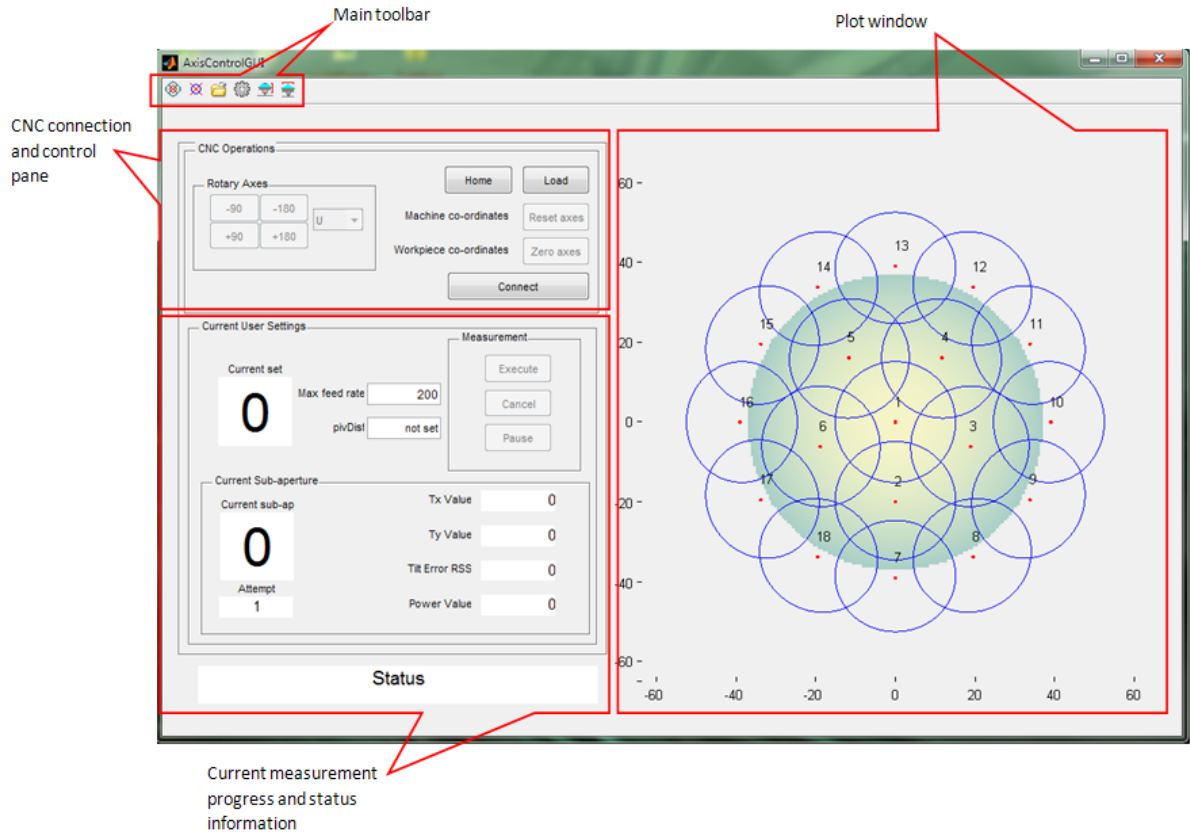 Main toolbar
Plot window
AxisControlGUI
CNC connection
and control
pane
CNC Operations
Rotary Axes
-90 -180 U
+90 +180
Home Load
Machine co-ordinates Reset axes
Workpiece co-ordinates Zero axes
Connect
Current User Settings
Current set
0
Max feed rate 200
pivDist not set
Measurement
Execute
Cancel
Pause
Current Sub-aperture
Current sub-ap
0
Attempt
1
Tx Value 0
Ty Value 0
Tilt Error RSS 0
Power Value 0
Status
60
40
20
0
-20
-40
-60
13
14 12
15 11
5 4
16 1 10
6 3
2
17 9
18 8
7
-60 -40 -20 0 20 40 60
Current measurement
progress and status
information